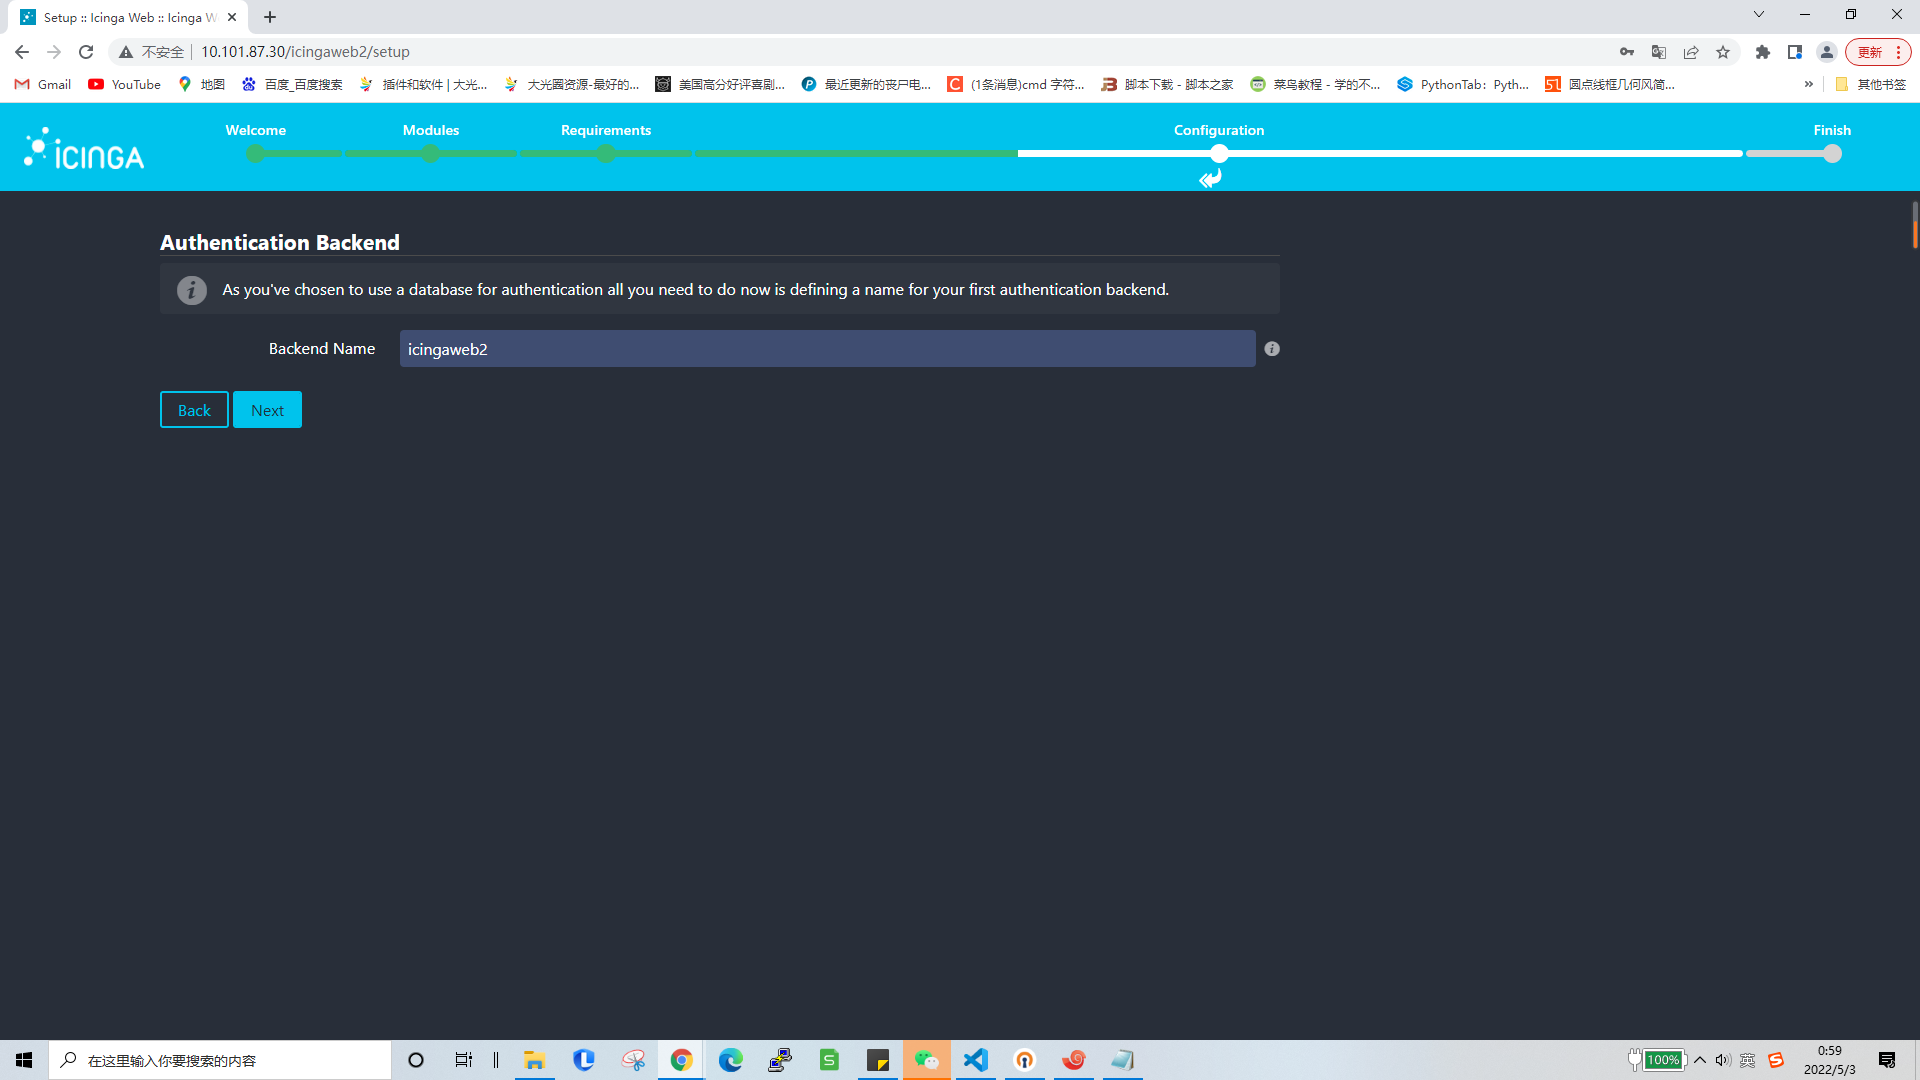 Setup :: Icinga Web :: Icinga W
不安全
10.101.87.30/icingaweb2/setup
更新
Gmail
YouTube
地图
百度_百度搜索
插件和软件 | 大光...
大光圈资源-最好的...
美国高分好评喜剧...
最近更新的丧尸电...
(1条消息)cmd 字符...
脚本下载 - 脚本之家
菜鸟教程 - 学的不...
PythonTab：Pyth...
圆点线框几何风简...
其他书签
ICINGA
Welcome
Modules
Requirements
Configuration
Finish
Authentication Backend
As you've chosen to use a database for authentication all you need to do now is defining a name for your first authentication backend.
Backend Name
icingaweb2
Back
Next
在这里输入你要搜索的内容
100%
英
0:59
2022/5/3